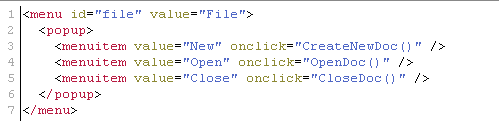 1 <menu id="file" value="File">
2   <popup>
3     <menuitem value="New" onclick="CreateNewDoc()" />
4     <menuitem value="Open" onclick="OpenDoc()" />
5     <menuitem value="Close" onclick="CloseDoc()" />
6   </popup>
7 </menu>